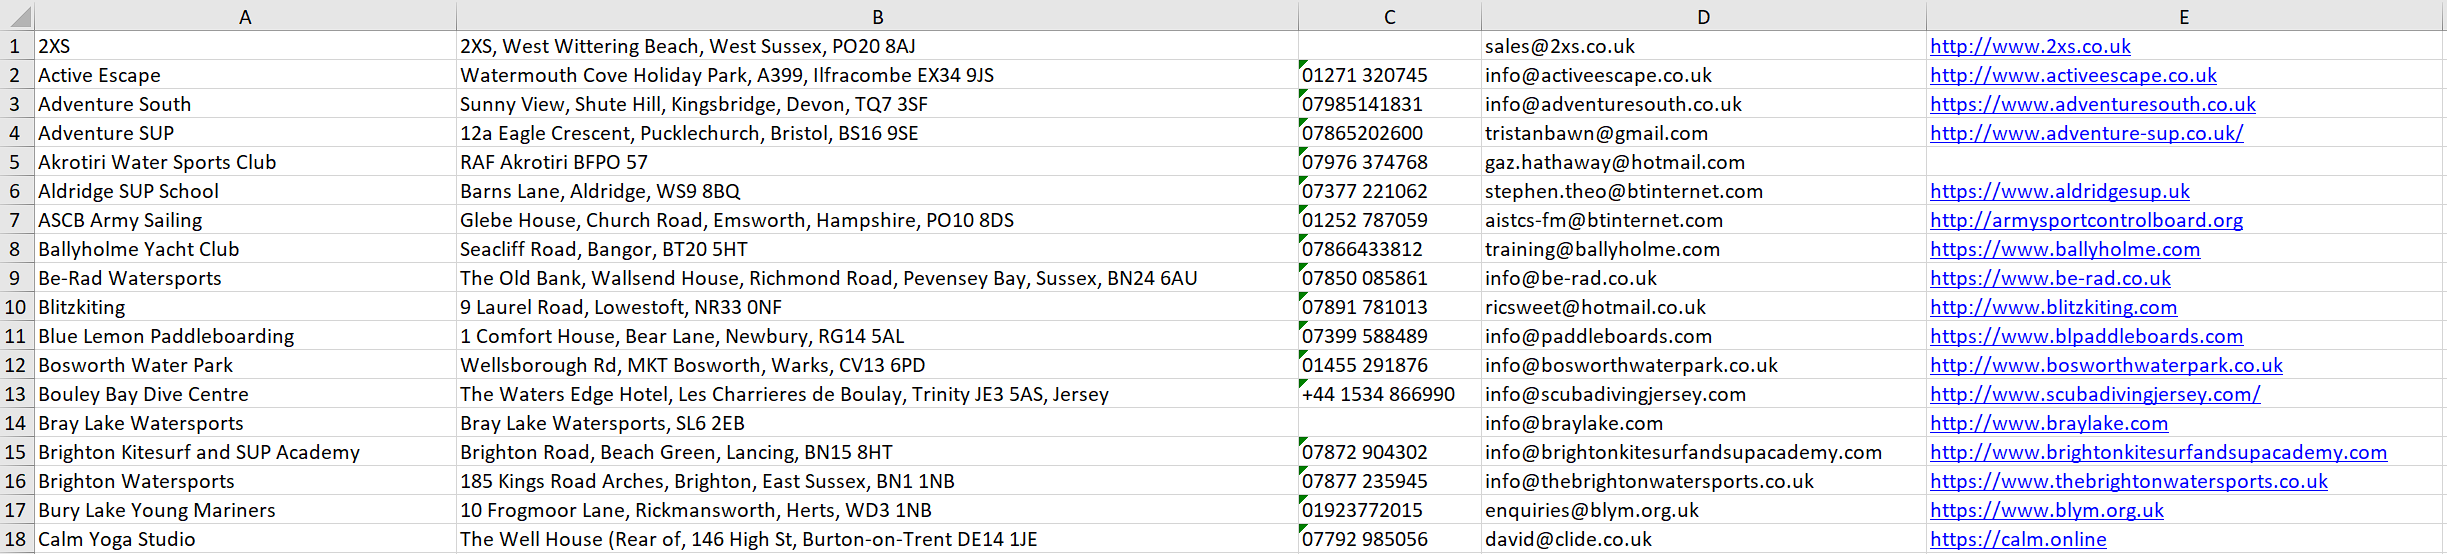 A B C D E
1 2XS 2XS, West Wittering Beach, West Sussex, PO20 8AJ sales@2xs.co.uk http://www.2xs.co.uk
2 Active Escape Watermouth Cove Holiday Park, A399, Ilfracombe EX34 9JS 01271 320745 info@activeescape.co.uk http://www.activeescape.co.uk
3 Adventure South Sunny View, Shute Hill, Kingsbridge, Devon, TQ7 3SF 07985141831 info@adventuresouth.co.uk https://www.adventuresouth.co.uk
4 Adventure SUP 12a Eagle Crescent, Pucklechurch, Bristol, BS16 9SE 07865202600 tristanbawn@gmail.com http://www.adventure-sup.co.uk/
5 Akrotiri Water Sports Club RAF Akrotiri BFPO 57 07976 374768 gaz.hathaway@hotmail.com
6 Aldridge SUP School Barns Lane, Aldridge, WS9 8BQ 07377 221062 stephen.theo@btinternet.com https://www.aldridgesup.uk
7 ASCB Army Sailing Glebe House, Church Road, Emsworth, Hampshire, PO10 8DS 01252 787059 aistcs-fm@btinternet.com http://armysportcontrolboard.org
8 Ballyholme Yacht Club Seacliff Road, Bangor, BT20 5HT 07866433812 training@ballyholme.com https://www.ballyholme.com
9 Be-Rad Watersports The Old Bank, Wallsend House, Richmond Road, Pevensey Bay, Sussex, BN24 6AU 07850 085861 info@be-rad.co.uk https://www.be-rad.co.uk
10 Blitzkiting 9 Laurel Road, Lowestoft, NR33 0NF 07891 781013 ricsweet@hotmail.co.uk http://www.blitzkiting.com
11 Blue Lemon Paddleboarding 1 Comfort House, Bear Lane, Newbury, RG14 5AL 07399 588489 info@paddleboards.com https://www.blpaddleboards.com
12 Bosworth Water Park Wellsborough Rd, MKT Bosworth, Warks, CV13 6PD 01455 291876 info@bosworthwaterpark.co.uk http://www.bosworthwaterpark.co.uk
13 Bouley Bay Dive Centre The Waters Edge Hotel, Les Charrieres de Boulay, Trinity JE3 5AS, Jersey +44 1534 866990 info@scubadivingjersey.com http://www.scubadivingjersey.com/
14 Bray Lake Watersports Bray Lake Watersports, SL6 2EB info@braylake.com http://www.braylake.com
15 Brighton Kitesurf and SUP Academy Brighton Road, Beach Green, Lancing, BN15 8HT 07872 904302 info@brightonkitesurfandsupacademy.com http://www.brightonkitesurfandsupacademy.com
16 Brighton Watersports 185 Kings Road Arches, Brighton, East Sussex, BN1 1NB 07877 235945 info@thebrightonwatersports.co.uk https://www.thebrightonwatersports.co.uk
17 Bury Lake Young Mariners 10 Frogmoor Lane, Rickmansworth, Herts, WD3 1NB 01923772015 enquiries@blym.org.uk https://www.blym.org.uk
18 Calm Yoga Studio The Well House (Rear of, 146 High St, Burton-on-Trent DE14 1JE 07792 985056 david@clide.co.uk https://calm.online